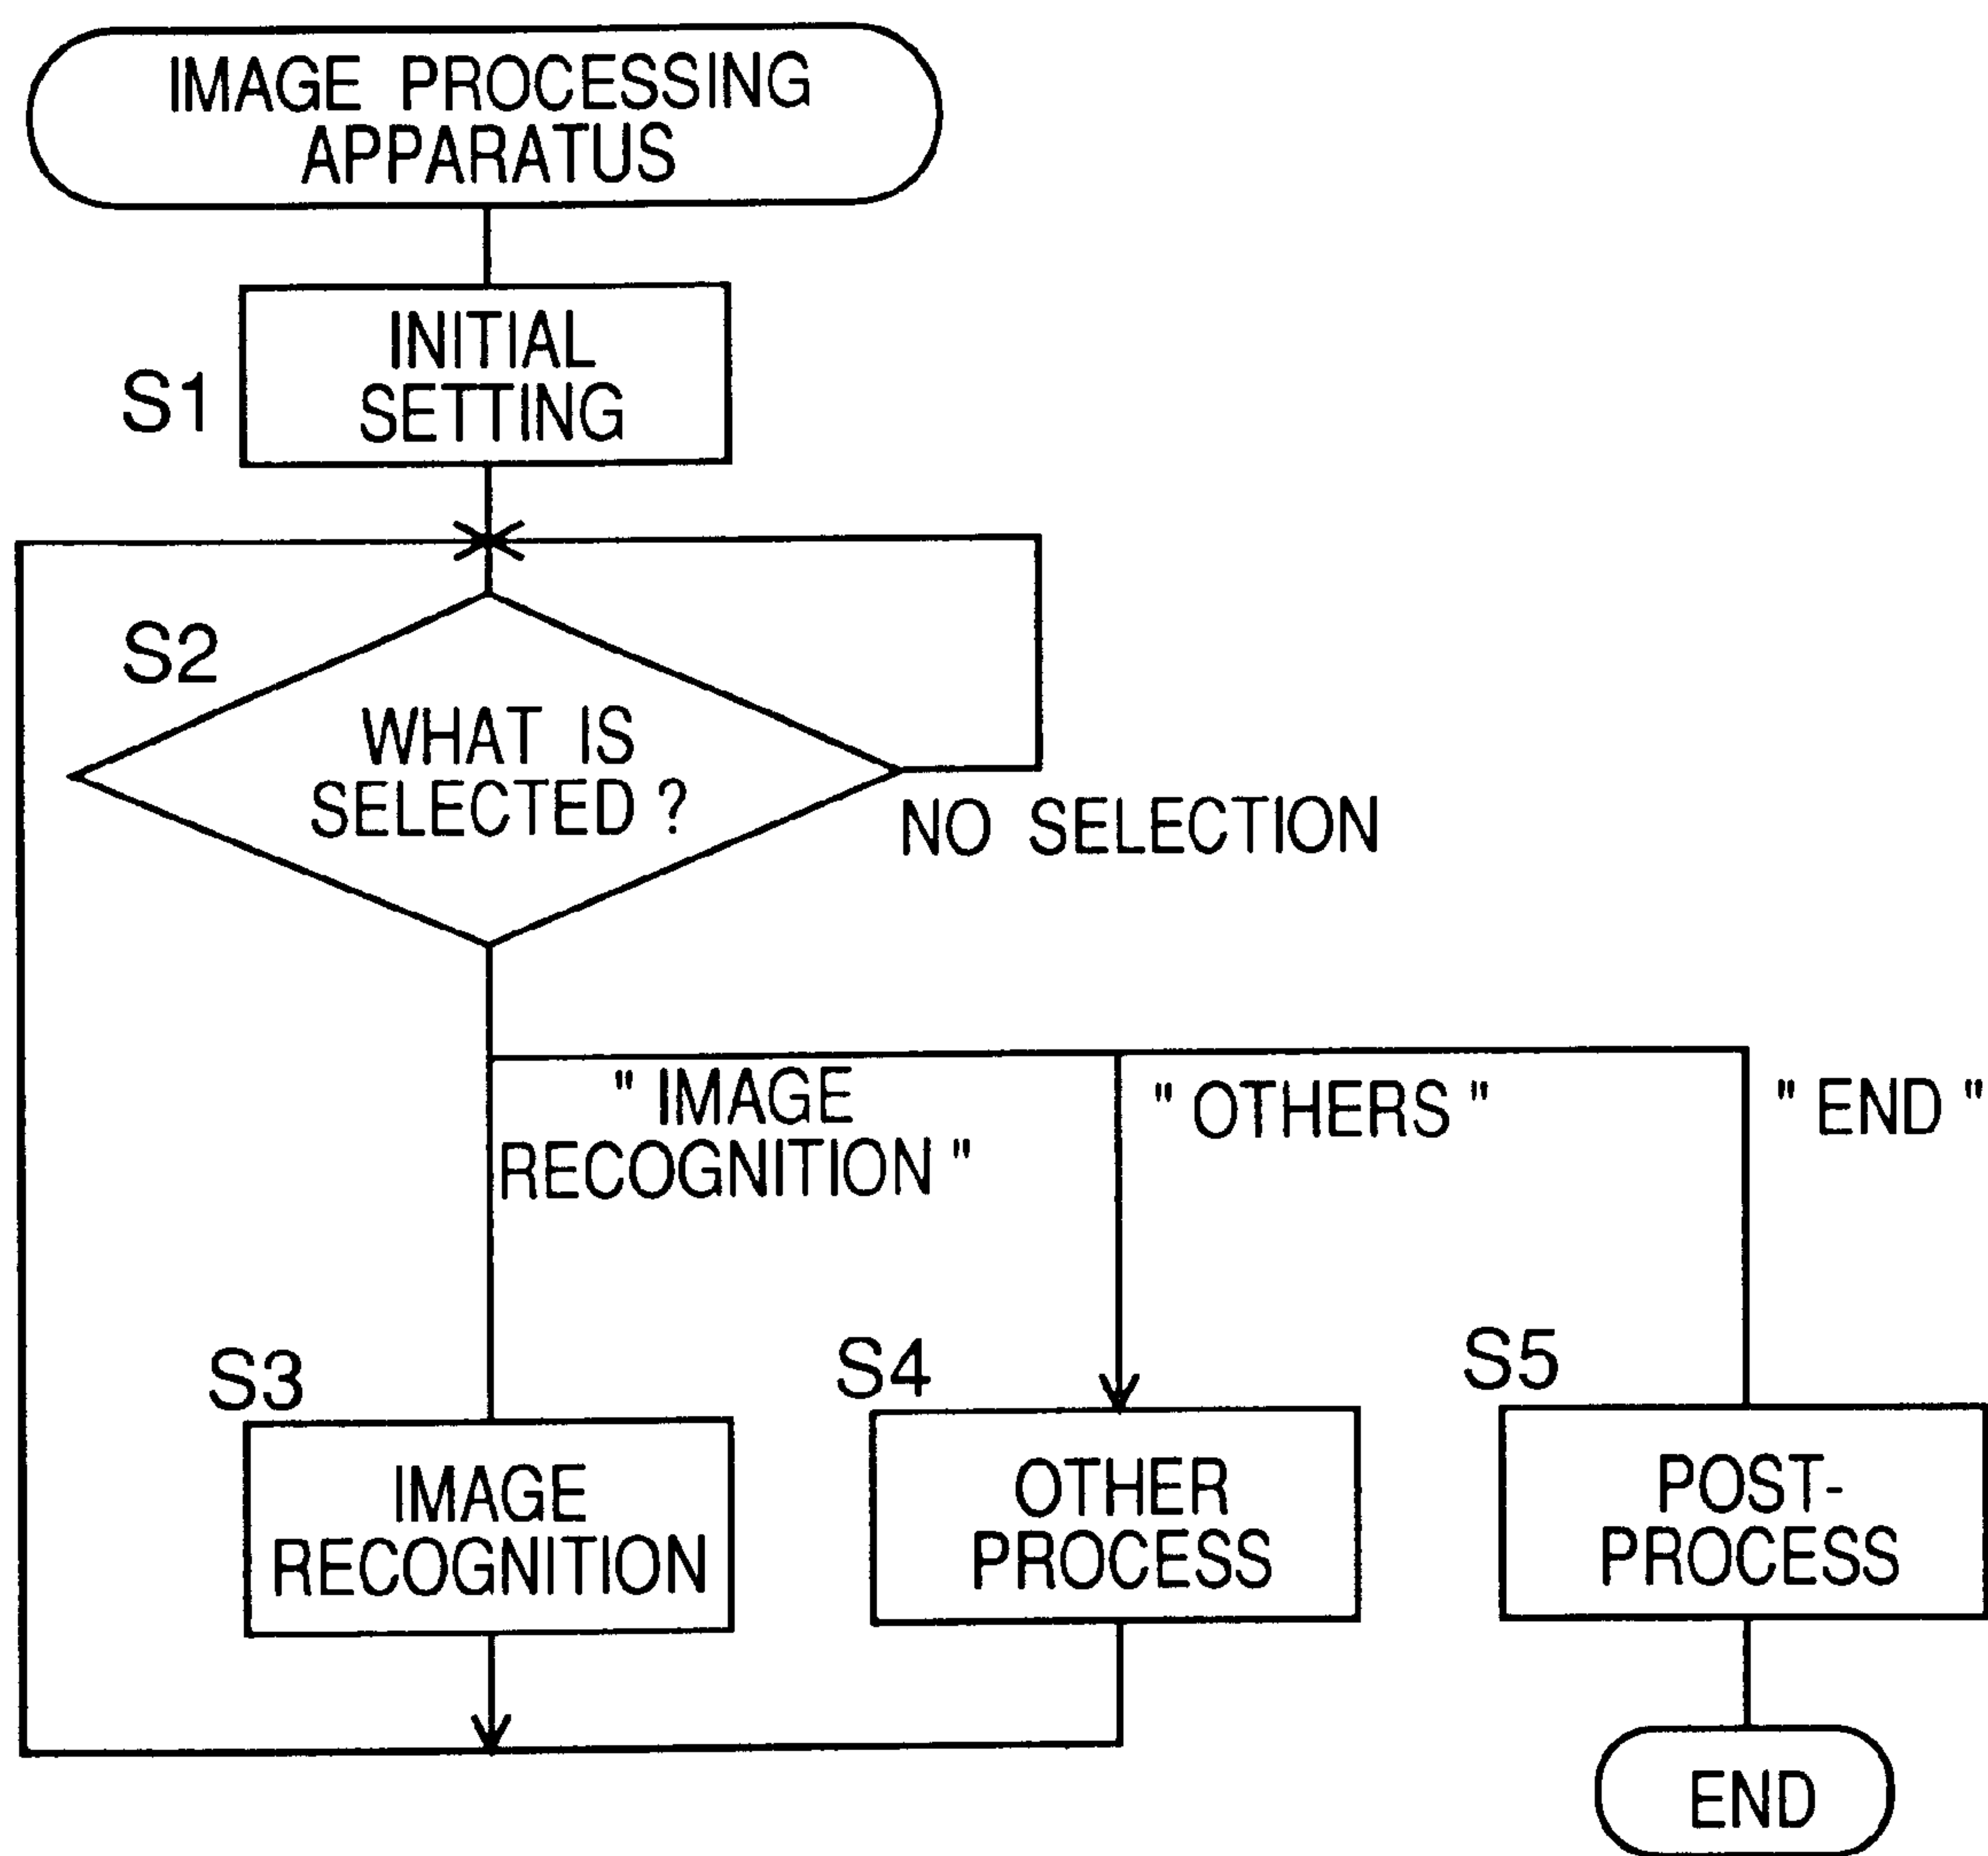 IMAGE PROCESSING
APPARATUS
S1
INITIAL
SETTING
S2
WHAT IS
SELECTED ?
NO SELECTION
" IMAGE
RECOGNITION "
" OTHERS "
" END "
S3
IMAGE
RECOGNITION
S4
OTHER
PROCESS
S5
POST-
PROCESS
END